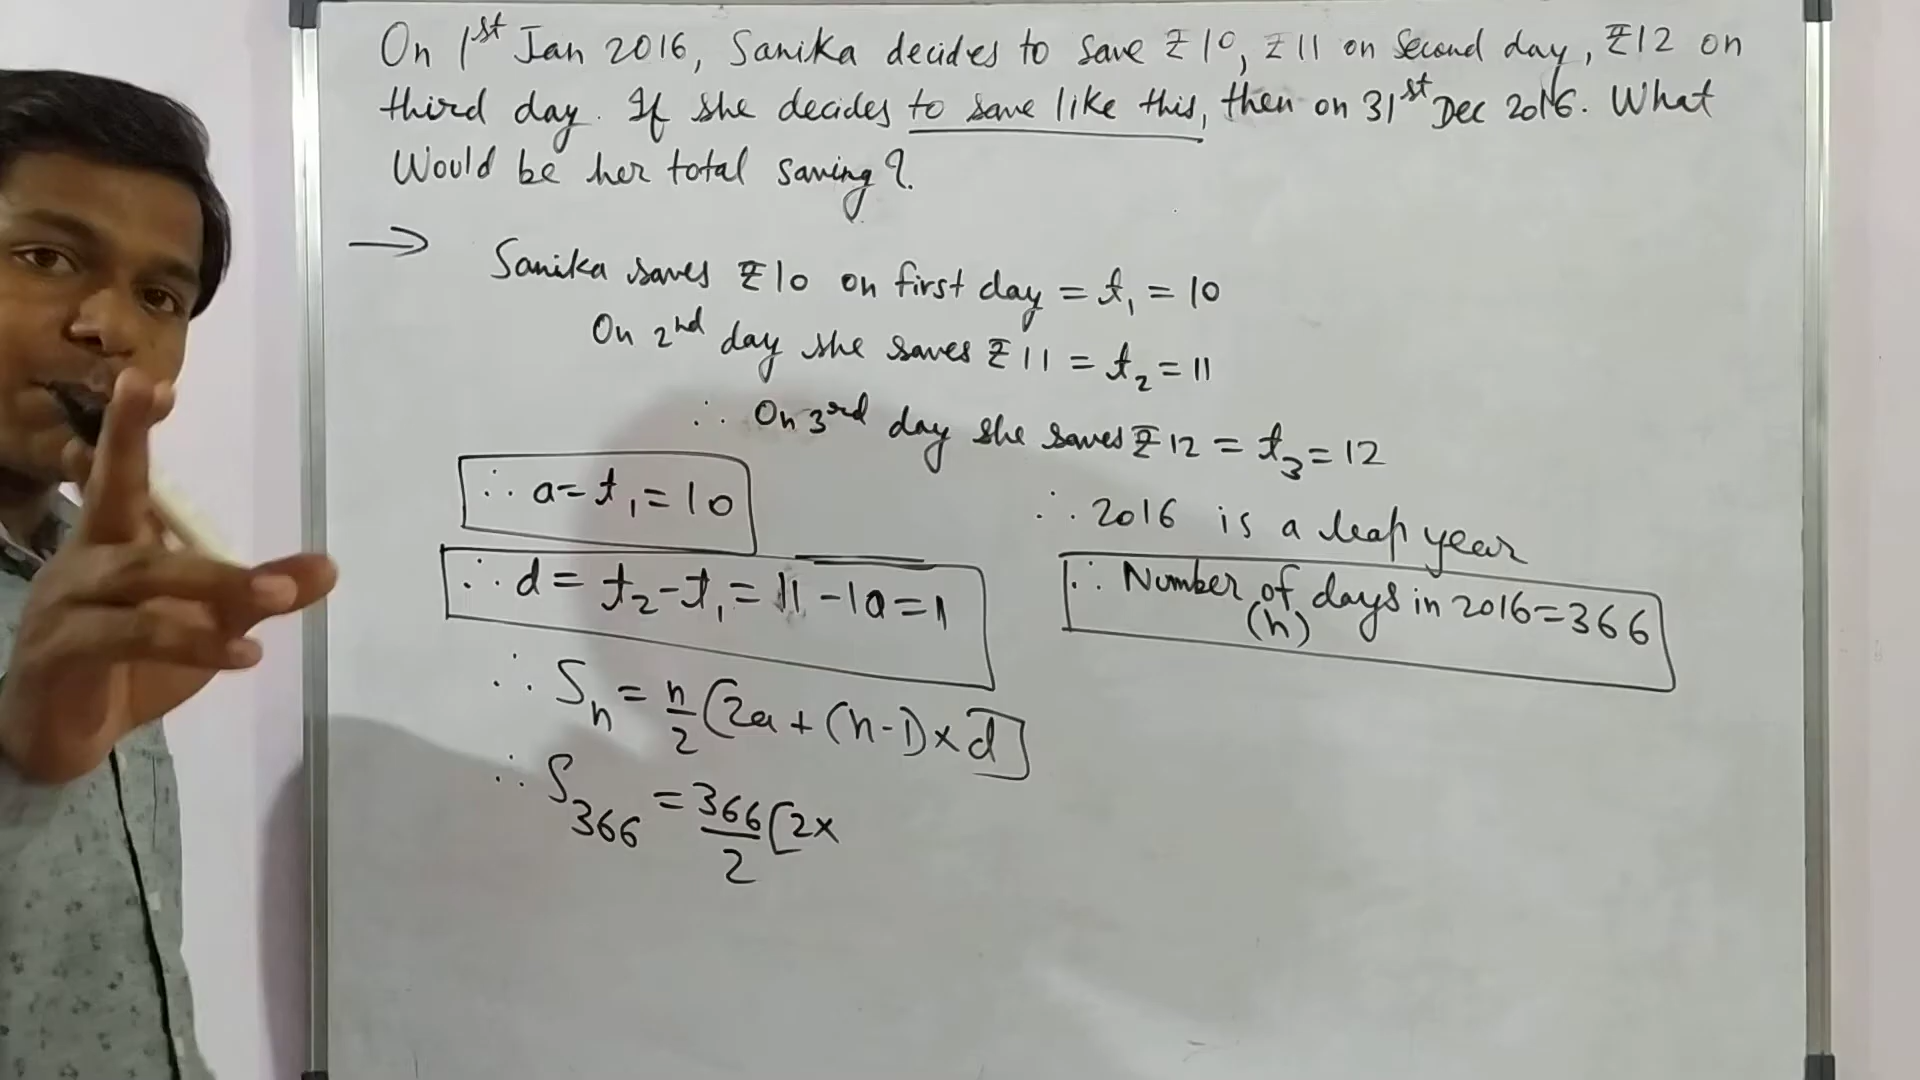 On 1st Jan 2016, Sanika decides to save ₹10, ₹11 on Second day, ₹12 on
third day. If she decides to save like this, then on 31st Dec 2016. What
Would be her total saving?
→ Sanika saves ₹10 on first day = t₁ = 10
On 2nd day she saves ₹11 = t₂ = 11
∴ On 3rd day she saves ₹12 = t₃ = 12
∴ a = t₁ = 10
∴ 2016 is a leap year
∴ d = t₂ - t₁ = 11 - 10 = 1
∴ Number of days in 2016 = 366
(n)
∴ Sₙ = n/2 [2a + (n-1) × d]
∴ S₃₆₆ = 366/2 [2×